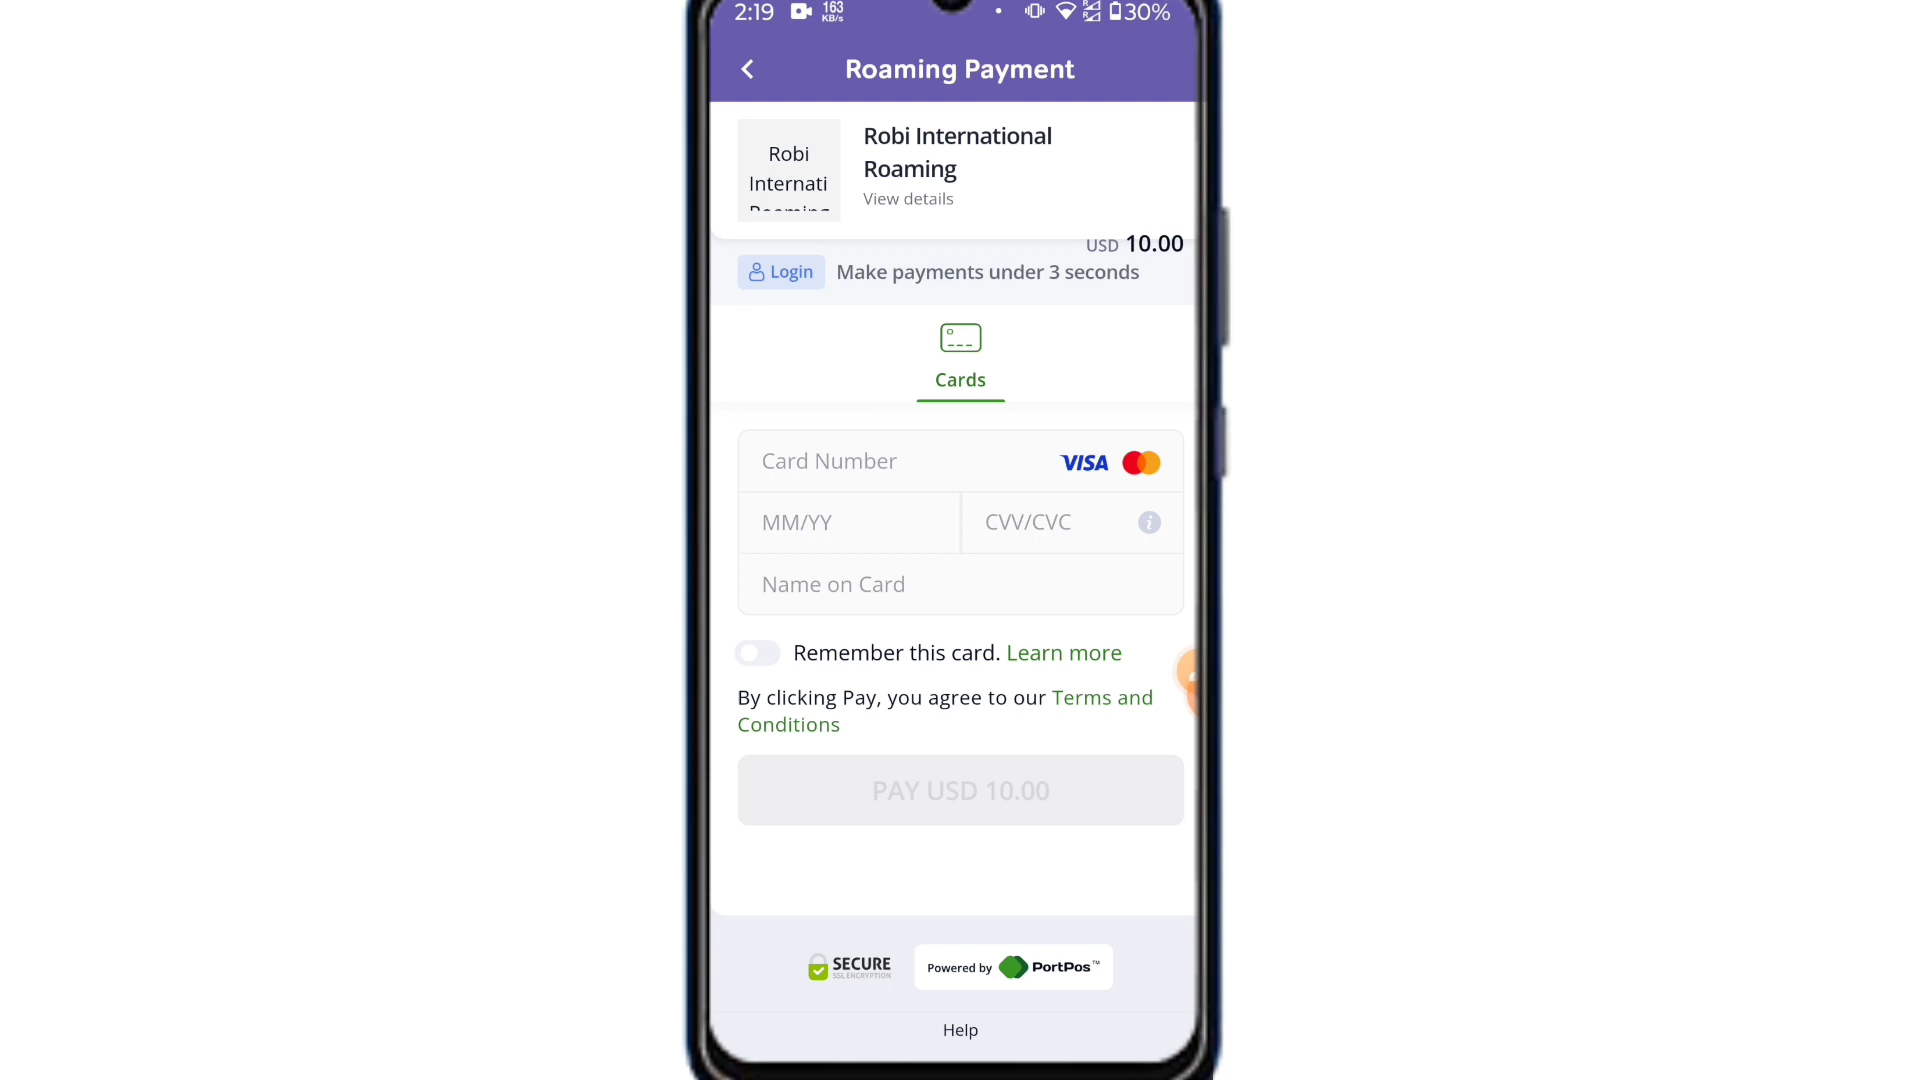 2:19 163 KB/s R R 30%
Roaming Payment
Robi
Internati
Roaming
Robi International
Roaming
View details
USD 10.00
Login Make payments under 3 seconds
Cards
Card Number VISA
MM/YY CVV/CVC i
Name on Card
Remember this card. Learn more
By clicking Pay, you agree to our Terms and
Conditions
PAY USD 10.00
SECURE
SSL ENCRYPTION
Powered by PortPos™
Help